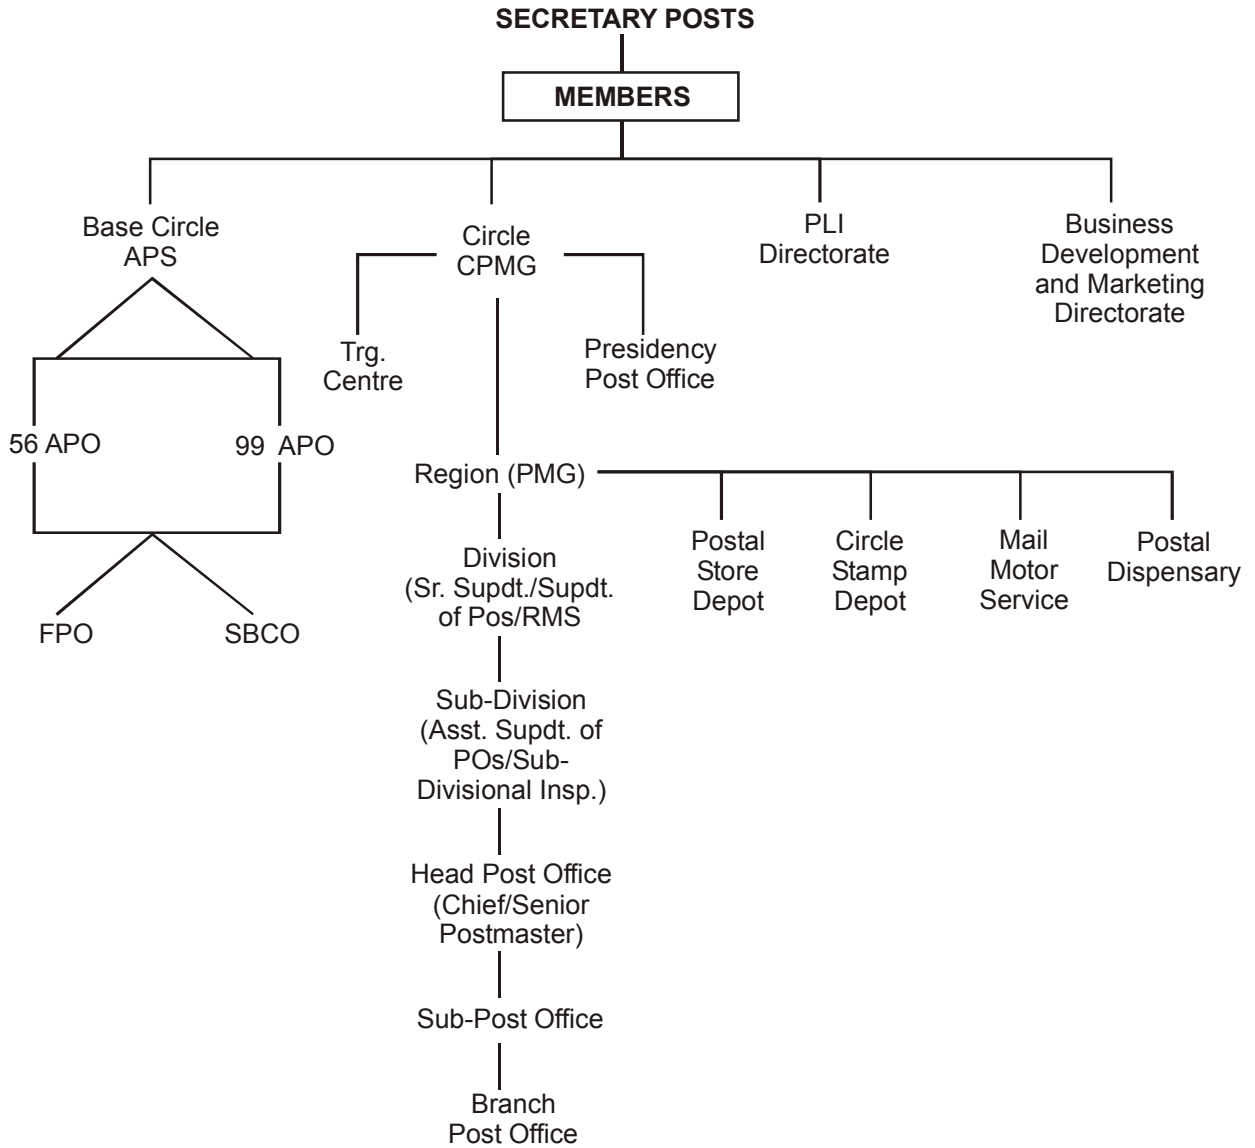 SECRETARY POSTS
MEMBERS
Base Circle
APS
Circle
CPMG
PLI
Directorate
Business
Development
and Marketing
Directorate
Trg.
Centre
Presidency
Post Office
56 APO
99 APO
FPO
SBCO
Region (PMG)
Postal
Store
Depot
Circle
Stamp
Depot
Mail
Motor
Service
Postal
Dispensary
Division
(Sr. Supdt./Supdt.
of Pos/RMS
Sub-Division
(Asst. Supdt. of
POs/Sub-
Divisional Insp.)
Head Post Office
(Chief/Senior
Postmaster)
Sub-Post Office
Branch
Post Office